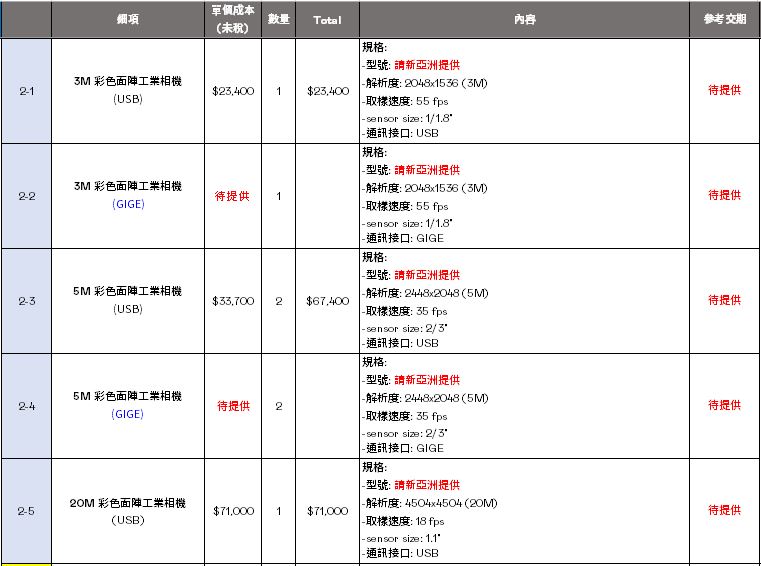 細項 單價成本 (未稅) 數量 Total 內容 參考交期
2-1 3M 彩色面陣工業相機 (USB) $23,400 1 $23,400
規格:
-型號: 請新亞洲提供
-解析度: 2048x1536 (3M)
-取樣速度: 55 fps
-sensor size: 1/1.8"
-通訊接口: USB
待提供
2-2 3M 彩色面陣工業相機 (GIGE) 待提供 1
規格:
-型號: 請新亞洲提供
-解析度: 2048x1536 (3M)
-取樣速度: 55 fps
-sensor size: 1/1.8"
-通訊接口: GIGE
待提供
2-3 5M 彩色面陣工業相機 (USB) $33,700 2 $67,400
規格:
-型號: 請新亞洲提供
-解析度: 2448x2048 (5M)
-取樣速度: 35 fps
-sensor size: 2/3"
-通訊接口: USB
待提供
2-4 5M 彩色面陣工業相機 (GIGE) 待提供 2
規格:
-型號: 請新亞洲提供
-解析度: 2448x2048 (5M)
-取樣速度: 35 fps
-sensor size: 2/3"
-通訊接口: GIGE
待提供
2-5 20M 彩色面陣工業相機 (USB) $71,000 1 $71,000
規格:
-型號: 請新亞洲提供
-解析度: 4504x4504 (20M)
-取樣速度: 18 fps
-sensor size: 1.1"
-通訊接口: USB
待提供